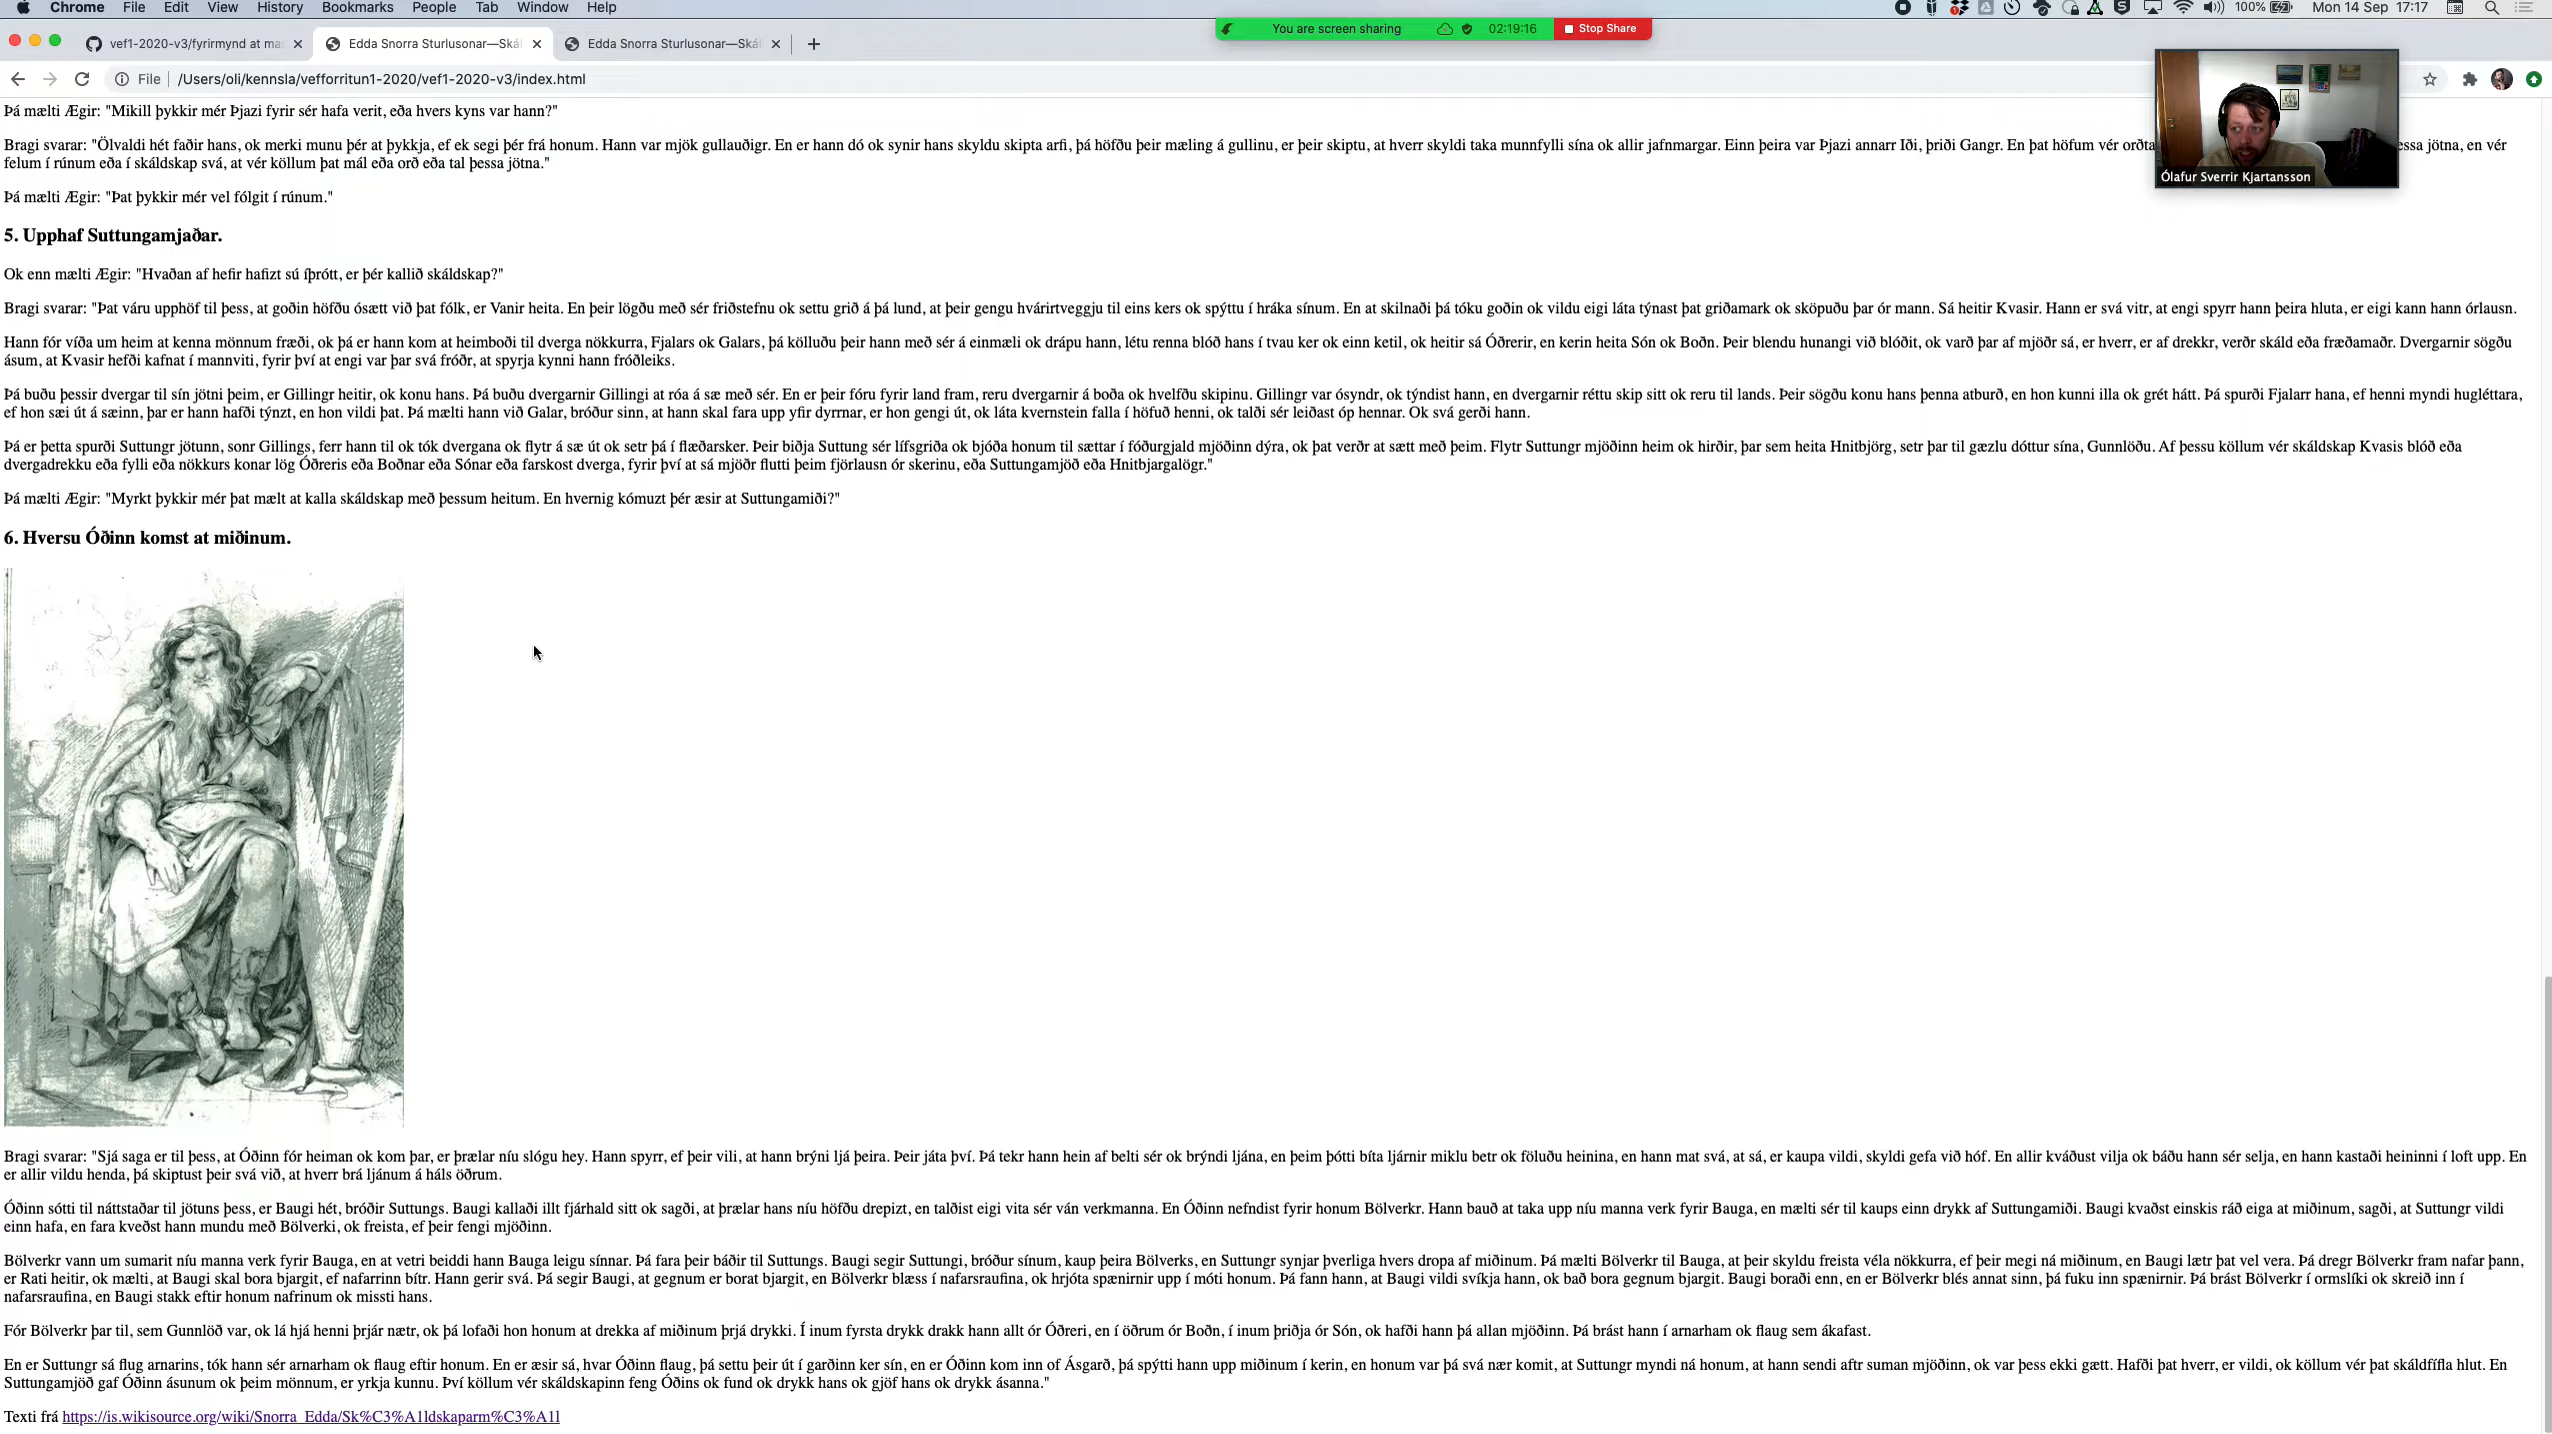 Chrome File Edit View History Bookmarks People Tab Window Help
100% Mon 14 Sep 17:17
You are screen sharing 02:19:16 Stop Share
vef1-2020-v3/fyrirmynd at mas
Edda Snorra Sturlusonar—Skál
Edda Snorra Sturlusonar—Skál
File /Users/oli/kennsla/vefforritun1-2020/vef1-2020-v3/index.html
Ólafur Sverrir Kjartansson
Þá mælti Ægir: "Mikill þykkir mér Þjazi fyrir sér hafa verit, eða hvers kyns var hann?"
Bragi svarar: "Ölvaldi hét faðir hans, ok merki munu þér at þykkja, ef ek segi þér frá honum. Hann var mjök gullauðigr. En er hann dó ok synir hans skyldu skipta arfi, þá höfðu þeir mæling á gullinu, er þeir skiptu, at hverr skyldi taka munnfylli sína ok allir jafnmargar. Einn þeira var Þjazi annarr Iði, þriði Gangr. En þat höfum vér orðta essa jötna, en vér
felum í rúnum eða í skáldskap svá, at vér köllum þat mál eða orð eða tal þessa jötna."
Þá mælti Ægir: "Þat þykkir mér vel fólgit í rúnum."
5. Upphaf Suttungamjaðar.
Ok enn mælti Ægir: "Hvaðan af hefir hafizt sú íþrótt, er þér kallið skáldskap?"
Bragi svarar: "Þat váru upphöf til þess, at goðin höfðu ósætt við þat fólk, er Vanir heita. En þeir lögðu með sér friðstefnu ok settu grið á þá lund, at þeir gengu hvárirtveggju til eins kers ok spýttu í hráka sínum. En at skilnaði þá tóku goðin ok vildu eigi láta týnast þat griðamark ok sköpuðu þar ór mann. Sá heitir Kvasir. Hann er svá vitr, at engi spyrr hann þeira hluta, er eigi kann hann órlausn.
Hann fór víða um heim at kenna mönnum fræði, ok þá er hann kom at heimboði til dverga nökkurra, Fjalars ok Galars, þá kölluðu þeir hann með sér á einmæli ok drápu hann, létu renna blóð hans í tvau ker ok einn ketil, ok heitir sá Óðrerir, en kerin heita Són ok Boðn. Þeir blendu hunangi við blóðit, ok varð þar af mjöðr sá, er hverr, er af drekkr, verðr skáld eða fræðamaðr. Dvergarnir sögðu
ásum, at Kvasir hefði kafnat í mannviti, fyrir því at engi var þar svá fróðr, at spyrja kynni hann fróðleiks.
Þá buðu þessir dvergar til sín jötni þeim, er Gillingr heitir, ok konu hans. Þá buðu dvergarnir Gillingi at róa á sæ með sér. En er þeir fóru fyrir land fram, reru dvergarnir á boða ok hvelfðu skipinu. Gillingr var ósyndr, ok týndist hann, en dvergarnir réttu skip sitt ok reru til lands. Þeir sögðu konu hans þenna atburð, en hon kunni illa ok grét hátt. Þá spurði Fjalarr hana, ef henni myndi hugléttara,
ef hon sæi út á sæinn, þar er hann hafði týnzt, en hon vildi þat. Þá mælti hann við Galar, bróður sinn, at hann skal fara upp yfir dyrrnar, er hon gengi út, ok láta kvernstein falla í höfuð henni, ok talði sér leiðast óp hennar. Ok svá gerði hann.
Þá er þetta spurði Suttungr jötunn, sonr Gillings, ferr hann til ok tók dvergana ok flytr á sæ út ok setr þá í flæðarsker. Þeir biðja Suttung sér lífsgriða ok bjóða honum til sættar í föðurgjald mjöðinn dýra, ok þat verðr at sætt með þeim. Flytr Suttungr mjöðinn heim ok hirðir, þar sem heita Hnitbjörg, setr þar til gæzlu dóttur sína, Gunnlöðu. Af þessu köllum vér skáldskap Kvasis blóð eða
dvergadrekku eða fylli eða nökkurs konar lög Óðreris eða Boðnar eða Sónar eða farskost dverga, fyrir því at sá mjöðr flutti þeim fjörlausn ór skerinu, eða Suttungamjöð eða Hnitbjargalögr."
Þá mælti Ægir: "Myrkt þykkir mér þat mælt at kalla skáldskap með þessum heitum. En hvernig kómuzt þér æsir at Suttungamiði?"
6. Hversu Óðinn komst at miðinum.
Bragi svarar: "Sjá saga er til þess, at Óðinn fór heiman ok kom þar, er þrælar níu slógu hey. Hann spyrr, ef þeir vili, at hann brýni ljá þeira. Þeir játa því. Þá tekr hann hein af belti sér ok brýndi ljána, en þeim þótti bíta ljárnir miklu betr ok föluðu heinina, en hann mat svá, at sá, er kaupa vildi, skyldi gefa við hóf. En allir kváðust vilja ok báðu hann sér selja, en hann kastaði heininni í loft upp. En
er allir vildu henda, þá skiptust þeir svá við, at hverr brá ljánum á háls öðrum.
Óðinn sótti til náttstaðar til jötuns þess, er Baugi hét, bróðir Suttungs. Baugi kallaði illt fjárhald sitt ok sagði, at þrælar hans níu höfðu drepizt, en talðist eigi vita sér ván verkmanna. En Óðinn nefndist fyrir honum Bölverkr. Hann bauð at taka upp níu manna verk fyrir Bauga, en mælti sér til kaups einn drykk af Suttungamiði. Baugi kvaðst einskis ráð eiga at miðinum, sagði, at Suttungr vildi
einn hafa, en fara kveðst hann mundu með Bölverki, ok freista, ef þeir fengi mjöðinn.
Bölverkr vann um sumarit níu manna verk fyrir Bauga, en at vetri beiddi hann Bauga leigu sínnar. Þá fara þeir báðir til Suttungs. Baugi segir Suttungi, bróður sínum, kaup þeira Bölverks, en Suttungr synjar þverliga hvers dropa af miðinum. Þá mælti Bölverkr til Bauga, at þeir skyldu freista véla nökkurra, ef þeir megi ná miðinum, en Baugi lætr þat vel vera. Þá dregr Bölverkr fram nafar þann,
er Rati heitir, ok mælti, at Baugi skal bora bjargit, ef nafarrinn bítr. Hann gerir svá. Þá segir Baugi, at gegnum er borat bjargit, en Bölverkr blæss í nafarsraufina, ok hrjóta spænirnir upp í móti honum. Þá fann hann, at Baugi vildi svíkja hann, ok bað bora gegnum bjargit. Baugi boraði enn, en er Bölverkr blés annat sinn, þá fuku inn spænirnir. Þá brást Bölverkr í ormslíki ok skreið inn í
nafarsraufina, en Baugi stakk eftir honum nafrinum ok missti hans.
Fór Bölverkr þar til, sem Gunnlöð var, ok lá hjá henni þrjár nætr, ok þá lofaði hon honum at drekka af miðinum þrjá drykki. Í inum fyrsta drykk drakk hann allt ór Óðreri, en í öðrum ór Boðn, í inum þriðja ór Són, ok hafði hann þá allan mjöðinn. Þá brást hann í arnarham ok flaug sem ákafast.
En er Suttungr sá flug arnarins, tók hann sér arnarham ok flaug eftir honum. En er æsir sá, hvar Óðinn flaug, þá settu þeir út í garðinn ker sín, en er Óðinn kom inn of Ásgarð, þá spýtti hann upp miðinum í kerin, en honum var þá svá nær komit, at Suttungr myndi ná honum, at hann sendi aftr suman mjöðinn, ok var þess ekki gætt. Hafði þat hverr, er vildi, ok köllum vér þat skáldfífla hlut. En
Suttungamjöð gaf Óðinn ásunum ok þeim mönnum, er yrkja kunnu. Því köllum vér skáldskapinn feng Óðins ok fund ok drykk hans ok gjöf hans ok drykk ásanna."
Texti frá https://is.wikisource.org/wiki/Snorra_Edda/Sk%C3%A1ldskaparm%C3%A1l